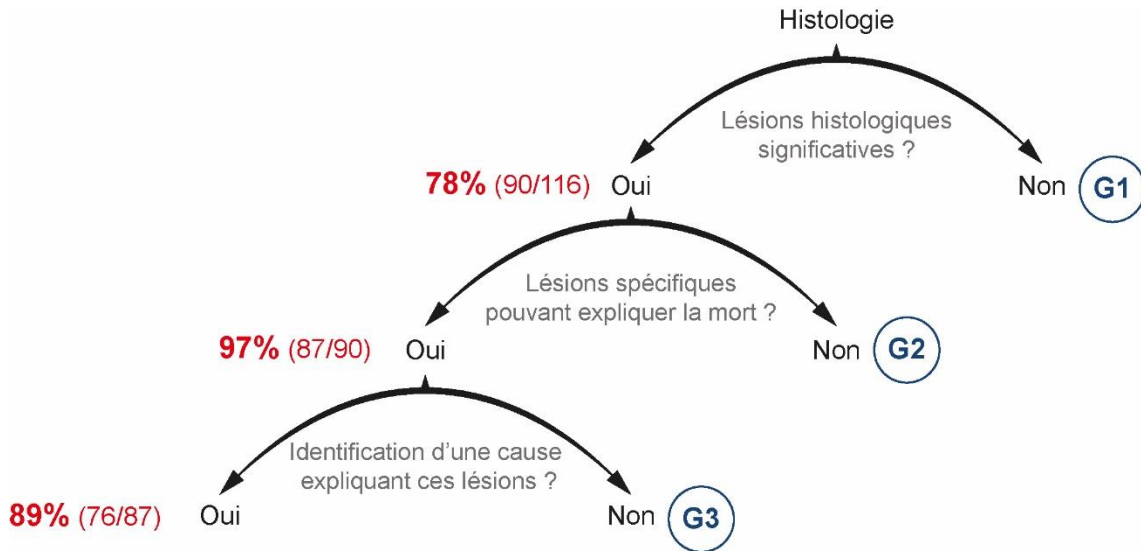 Histologie
Lésions histologiques
significatives ?
78% (90/116) Oui
Non G1
Lésions spécifiques
pouvant expliquer la mort ?
97% (87/90) Oui
Non G2
Identification d'une cause
expliquant ces lésions ?
89% (76/87) Oui
Non G3